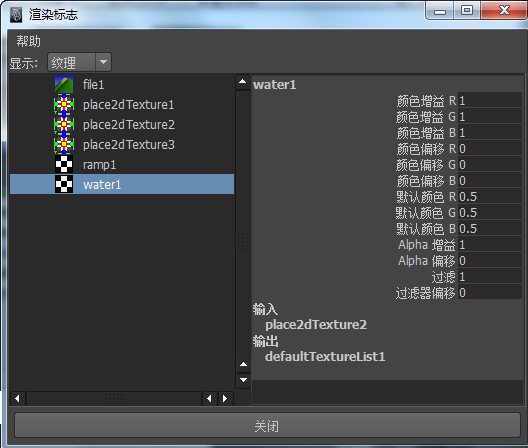 渲染标志
帮助
显示: 纹理
file1
place2dTexture1
place2dTexture2
place2dTexture3
ramp1
water1
water1
颜色增益 R 1
颜色增益 G 1
颜色增益 B 1
颜色偏移 R 0
颜色偏移 G 0
颜色偏移 B 0
默认颜色 R 0.5
默认颜色 G 0.5
默认颜色 B 0.5
Alpha 增益 1
Alpha 偏移 0
过滤 1
过滤器偏移 0
输入
place2dTexture2
输出
defaultTextureList1
关闭